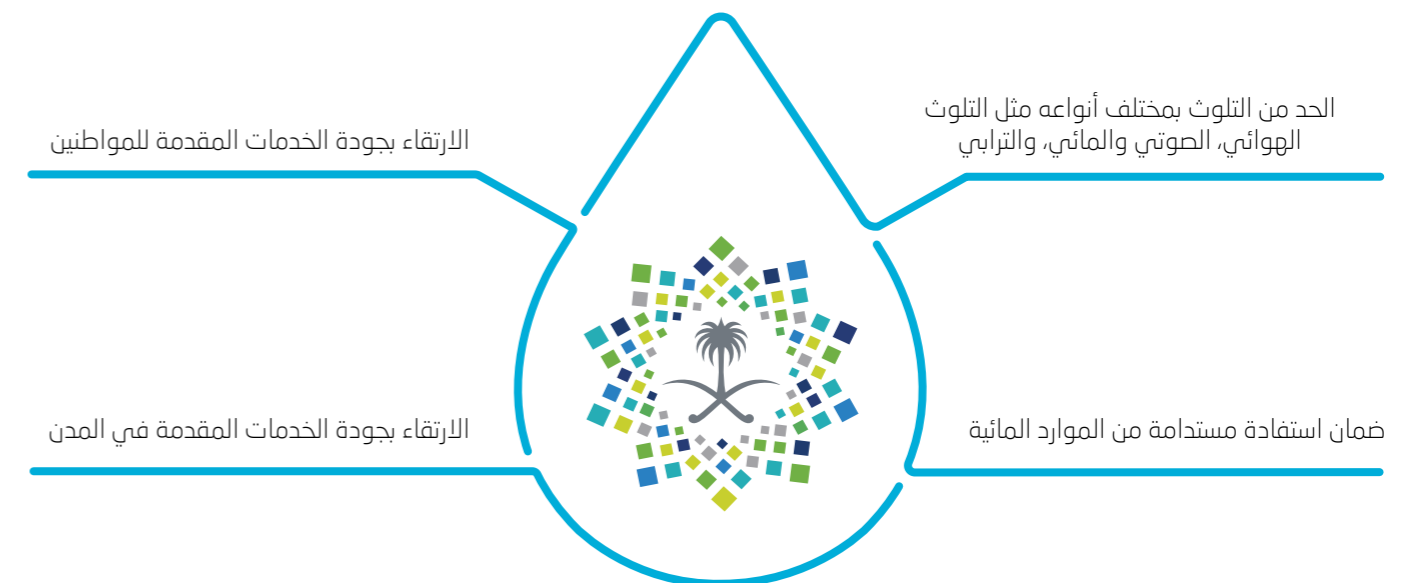 الحد من التلوث بمختلف أنواعه مثل التلوث
الهوائي، الصوتي والمائي، والترابي
الارتقاء بجودة الخدمات المقدمة للمواطنين
ضمان استفادة مستدامة من الموارد المائية
الارتقاء بجودة الخدمات المقدمة في المدن